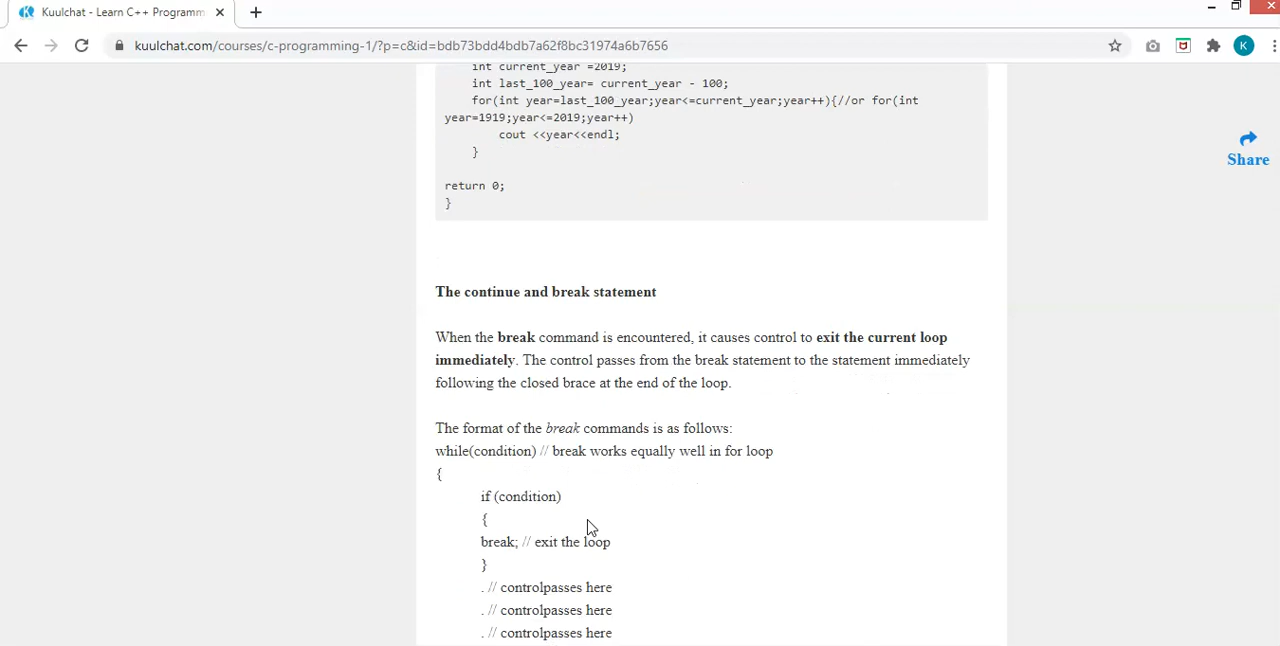 Kuulchat - Learn C++ Programm
kuulchat.com/courses/c-programming-1/?p=c&id=bdb73bdd4bdb7a62f8bc31974a6b7656
K
int current_year =2019;
int last_100_year= current_year - 100;
for(int year=last_100_year;year<=current_year;year++){//or for(int
year=1919;year<=2019;year++)
cout <<year<<endl;
}
return 0;
}
Share
The continue and break statement
When the break command is encountered, it causes control to exit the current loop
immediately. The control passes from the break statement to the statement immediately
following the closed brace at the end of the loop.
The format of the break commands is as follows:
while(condition) // break works equally well in for loop
{
if (condition)
{
break; // exit the loop
}
. // controlpasses here
. // controlpasses here
. // controlpasses here